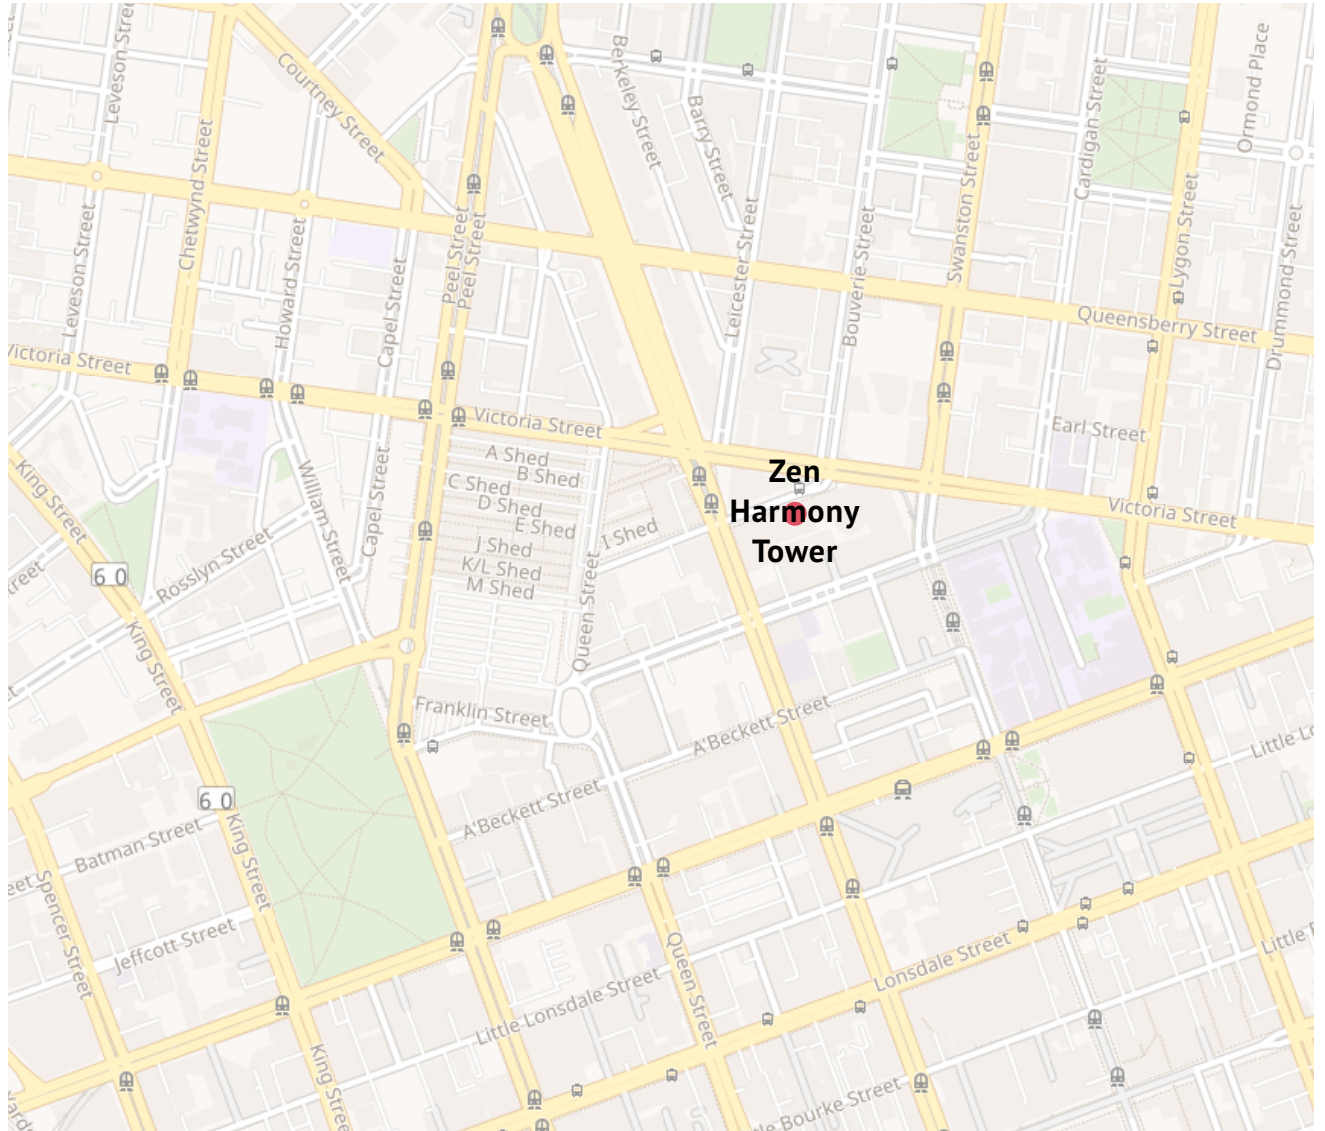 Leveson Street
Courtney Street
Berkeley Street
Barry Street
Cardigan Street
Ormond Place
Chetwynd Street
Swanston Street
Lygon Street
Leveson Street
Howard Street
Capel Street
Peel Street
Peel Street
Leicester Street
Bouverie Street
Drummond Street
Queensberry Street
Victoria Street
Victoria Street
Earl Street
Victoria Street
A Shed
B Shed
C Shed
D Shed
E Shed
I Shed
J Shed
K/L Shed
M Shed
Zen
Harmony
Tower
King Street
William Street
Capel Street
Rosslyn Street
60
Queen Street
King Street
Franklin Street
A'Beckett Street
A'Beckett Street
Little Lo
60
Batman Street
King Street
Spencer Street
Jeffcott Street
Queen Street
Lonsdale Street
Little Lonsdale Street
King Stree
Bourke Street